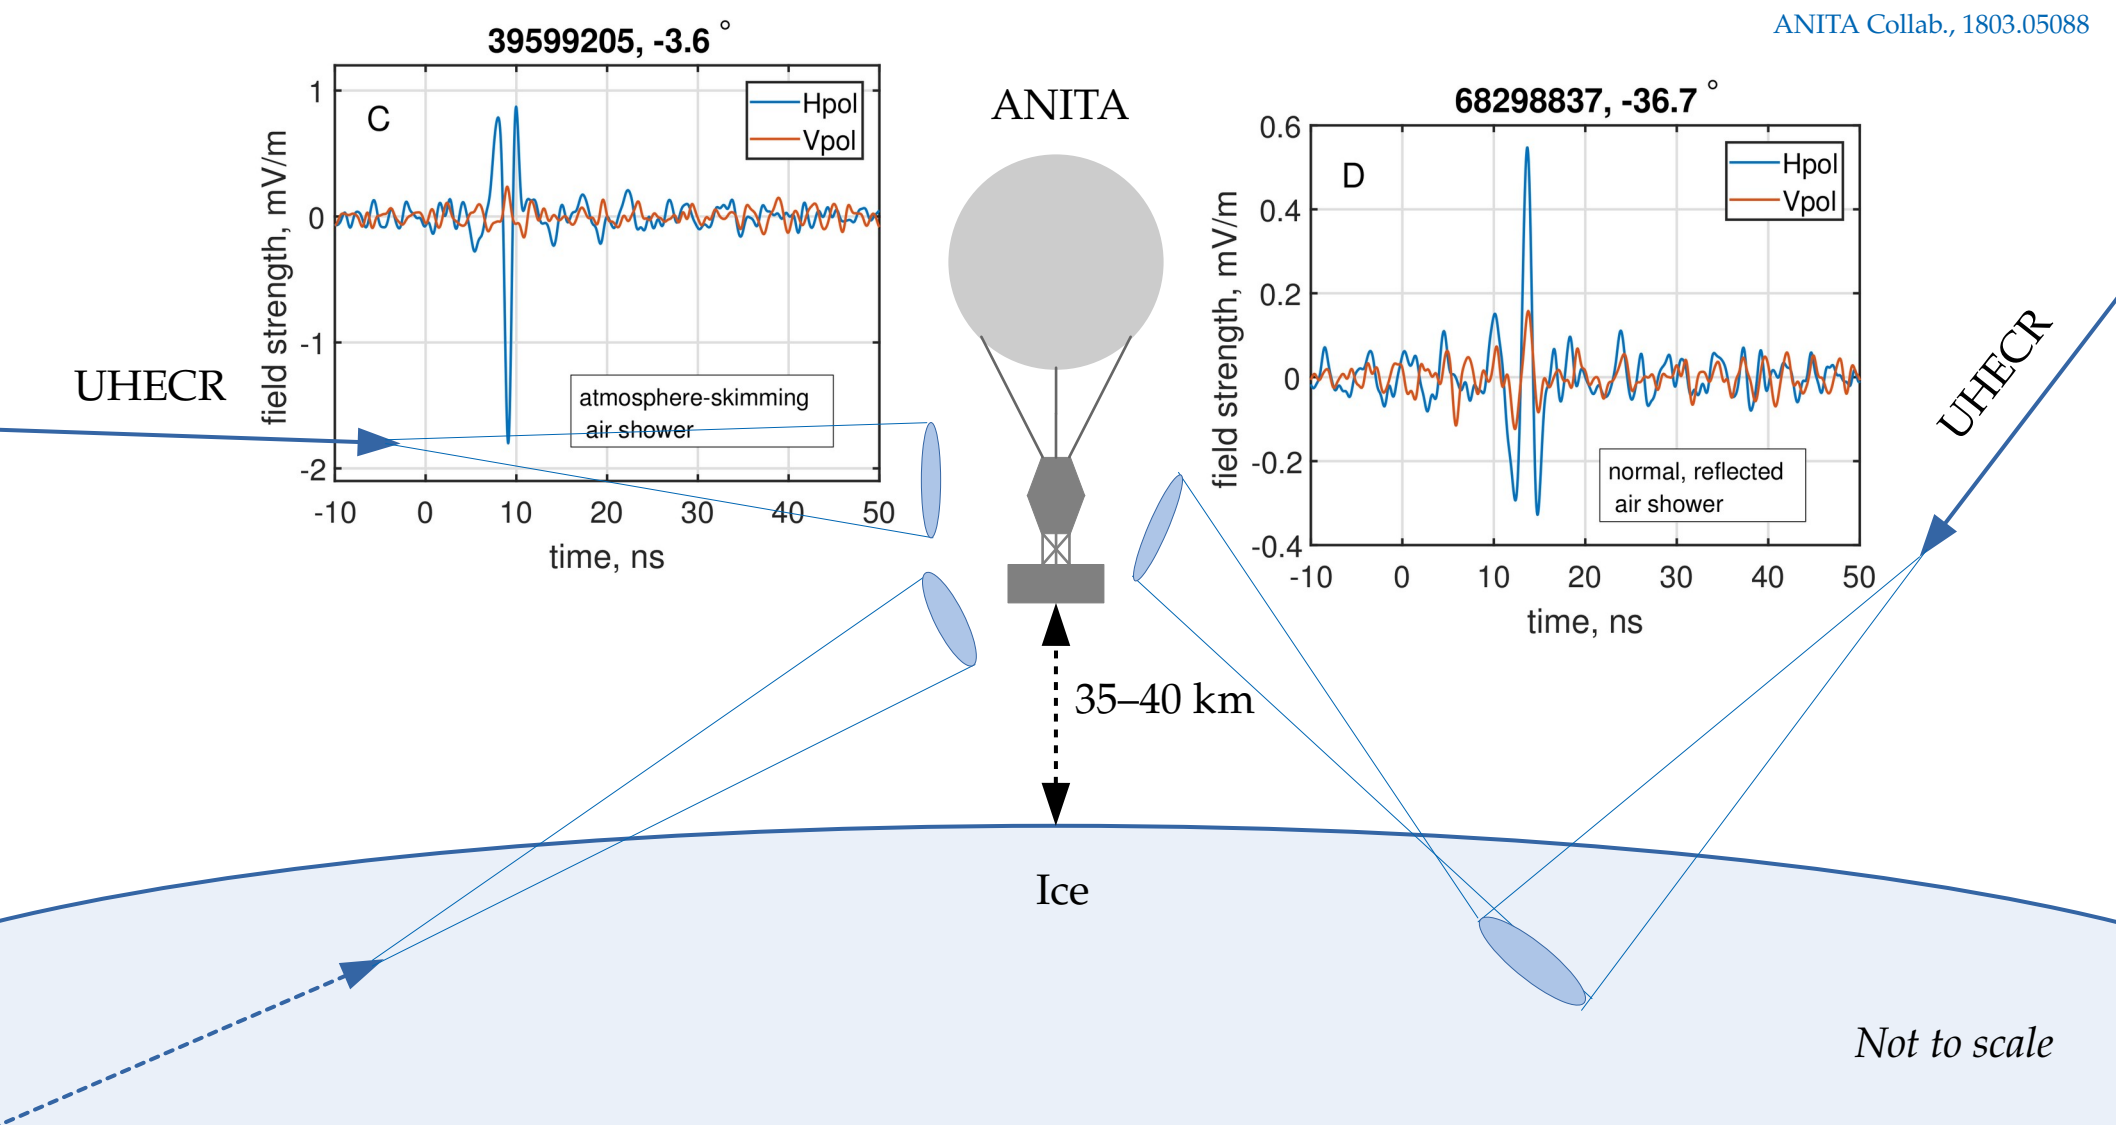 ANITA Collab., 1803.05088
39599205, -3.6 °
C
Hpol
Vpol
1
0
-1
-2
field strength, mV/m
atmosphere-skimming
air shower
-10 0 10 20 30 40 50
time, ns
UHECR
ANITA
68298837, -36.7 °
D
Hpol
Vpol
0.6
0.4
0.2
0
-0.2
-0.4
field strength, mV/m
normal, reflected
air shower
-10 0 10 20 30 40 50
time, ns
UHECR
35–40 km
Ice
Not to scale